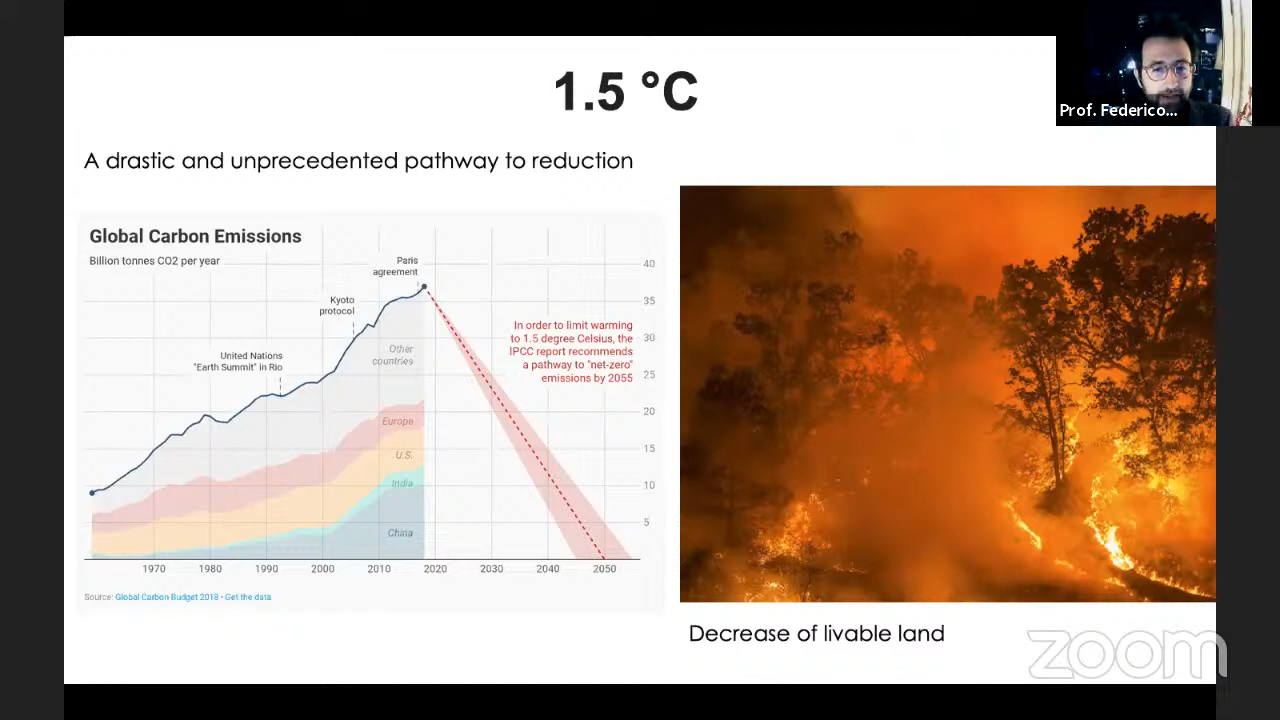 1.5 °C
Prof. Federico...
A drastic and unprecedented pathway to reduction
Global Carbon Emissions
Billion tonnes CO2 per year
40
35
30
25
20
15
10
5
Paris
agreement
Kyoto
protocol
United Nations
"Earth Summit" in Rio
In order to limit warming
to 1.5 degree Celsius, the
IPCC report recommends
a pathway to "net-zero"
emissions by 2055
Other
countries
Europe
U.S.
India
China
1970 1980 1990 2000 2010 2020 2030 2040 2050
Source: Global Carbon Budget 2018 • Get the data
Decrease of livable land
zoom